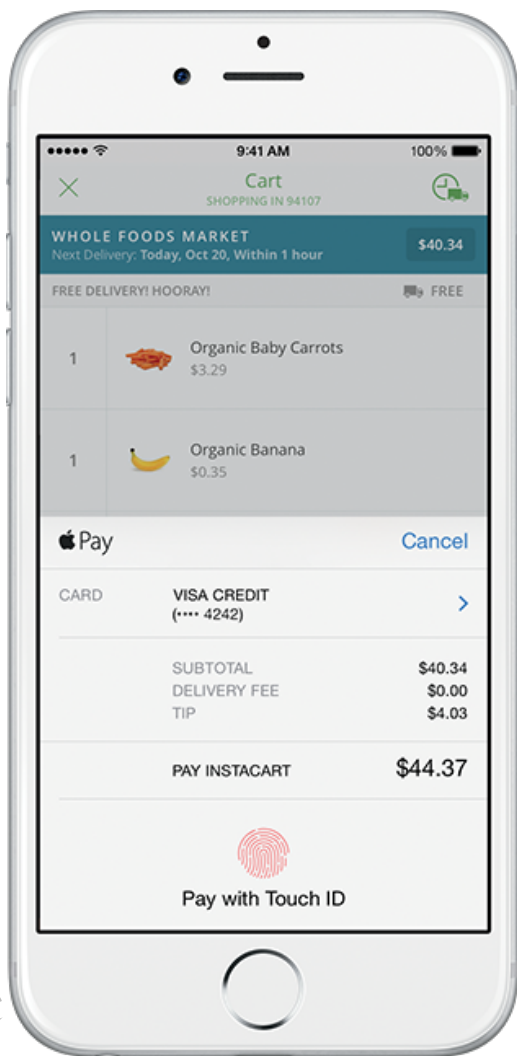 9:41 AM
100%
Cart
SHOPPING IN 94107
WHOLE FOODS MARKET
Next Delivery: Today, Oct 20, Within 1 hour
$40.34
FREE DELIVERY! HOORAY!
FREE
1
Organic Baby Carrots
$3.29
1
Organic Banana
$0.35
Pay
Cancel
CARD
VISA CREDIT
(•••• 4242)
SUBTOTAL $40.34
DELIVERY FEE $0.00
TIP $4.03
PAY INSTACART $44.37
Pay with Touch ID